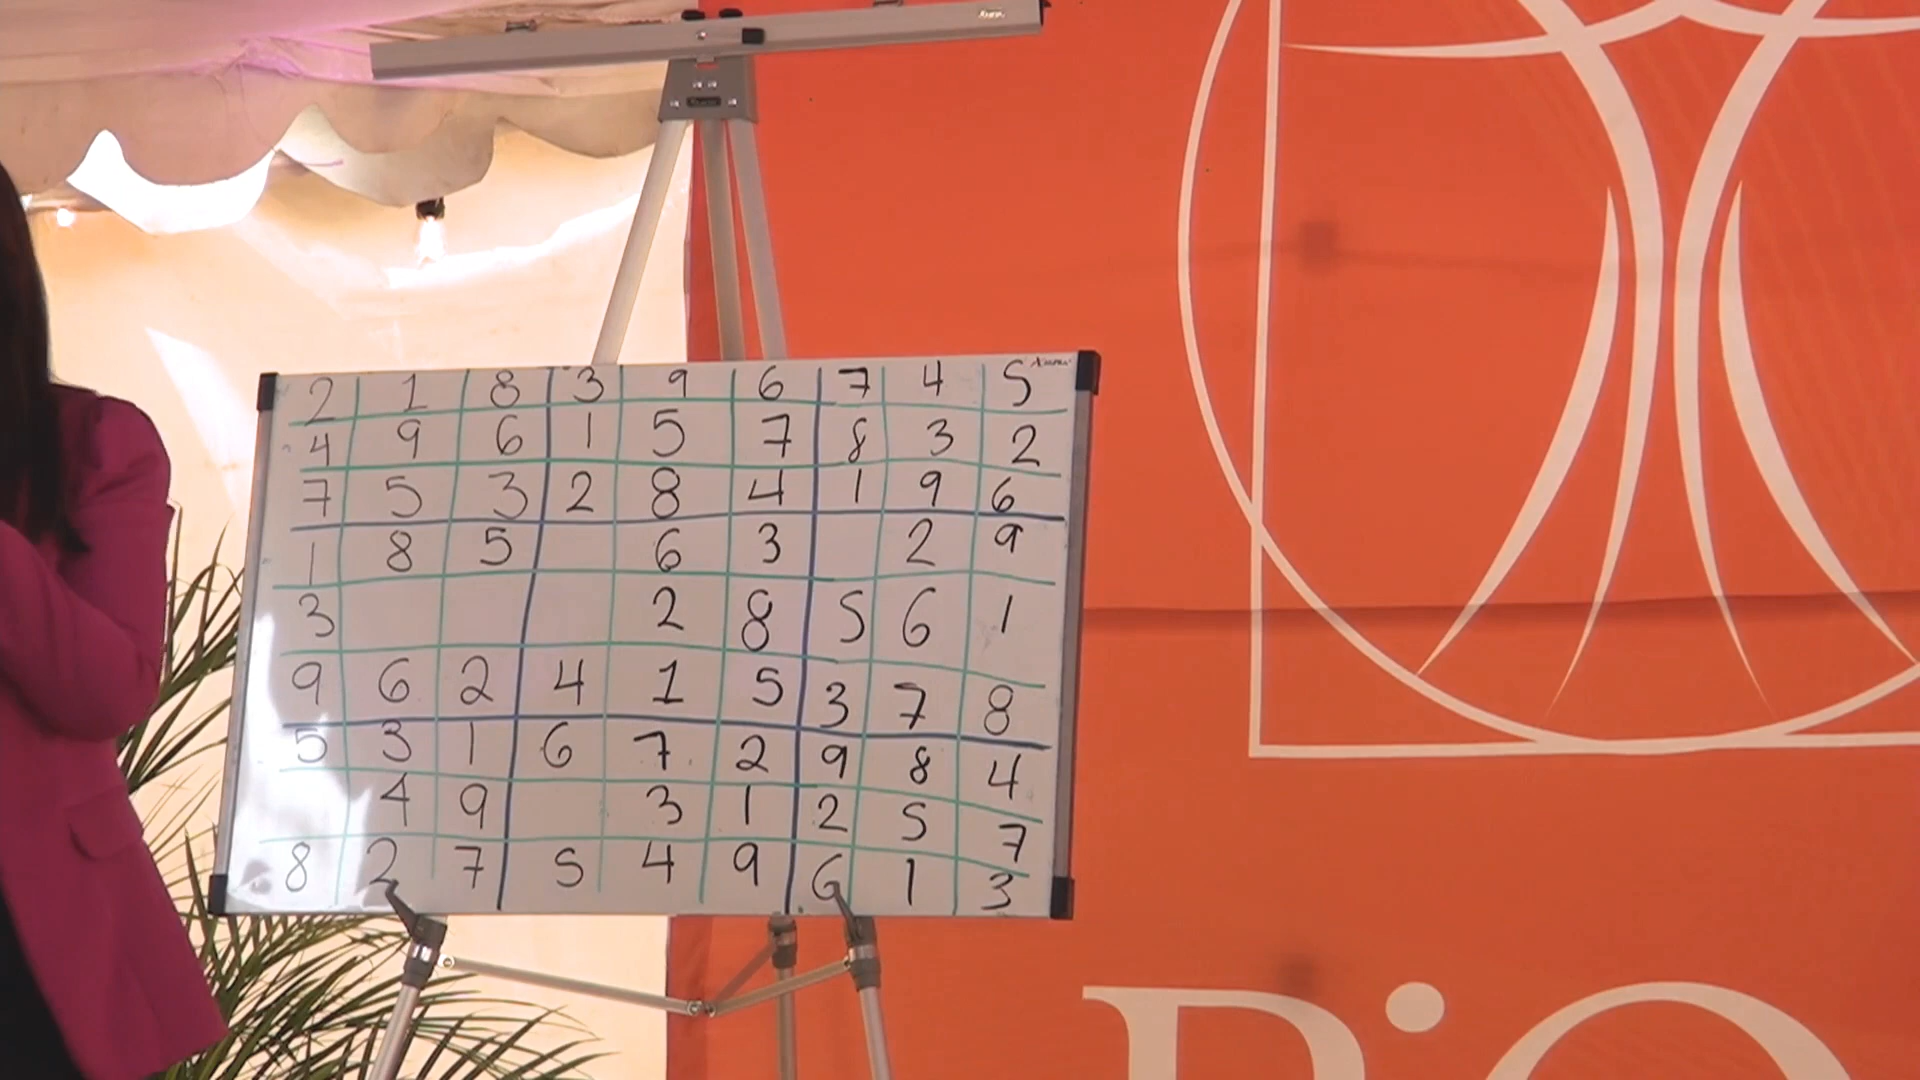 2 1 8 3 9 6 7 4 5
4 9 6 1 5 7 8 3 2
7 5 3 2 8 4 1 9 6
1 8 5 6 3 2 9
3 2 8 5 6 1
9 6 2 4 1 5 3 7 8
5 3 1 6 7 2 9 8 4
4 9 3 1 2 5 7
8 2 7 5 4 9 6 1 3